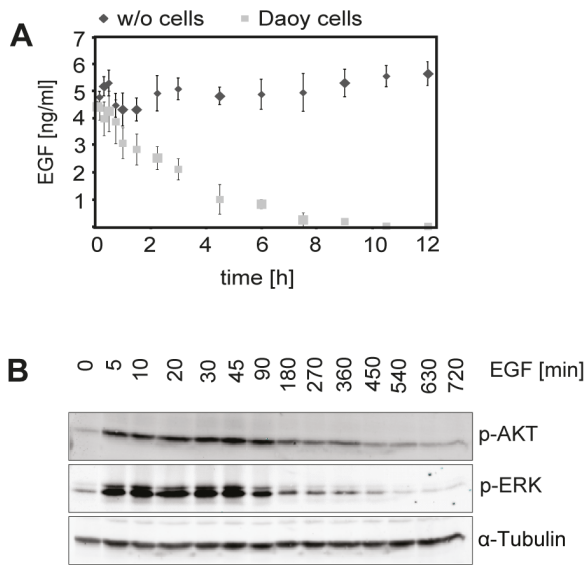 ◆ w/o cells ■ Daoy cells
A
7
6
5
4
3
2
1
EGF [ng/ml]
0 2 4 6 8 10 12
time [h]
B
0 5 10 20 30 45 90 180 270 360 450 540 630 720 EGF [min]
p-AKT
p-ERK
α-Tubulin